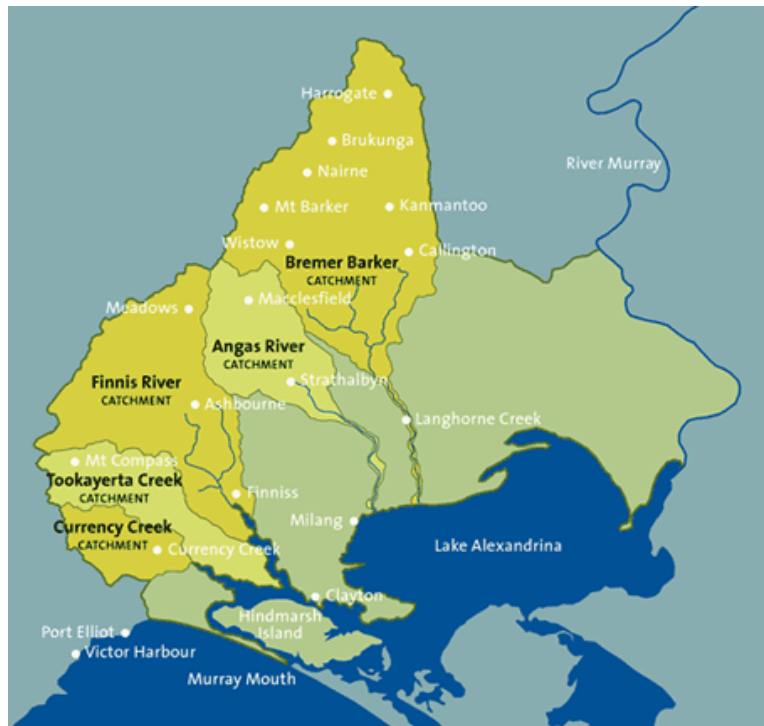 Harrogate
Brukunga
River Murray
Nairne
Mt Barker
Kanmantoo
Wistow
Callington
Bremer Barker
CATCHMENT
Macclesfield
Meadows
Angas River
CATCHMENT
Strathalbyn
Finnis River
CATCHMENT
Ashbourne
Langhorne Creek
Mt Compass
Tookayerta Creek
CATCHMENT
Finniss
Milang
Currency Creek
CATCHMENT
Currency Creek
Lake Alexandrina
Clayton
Hindmarsh
Island
Port Elliot
Victor Harbour
Murray Mouth